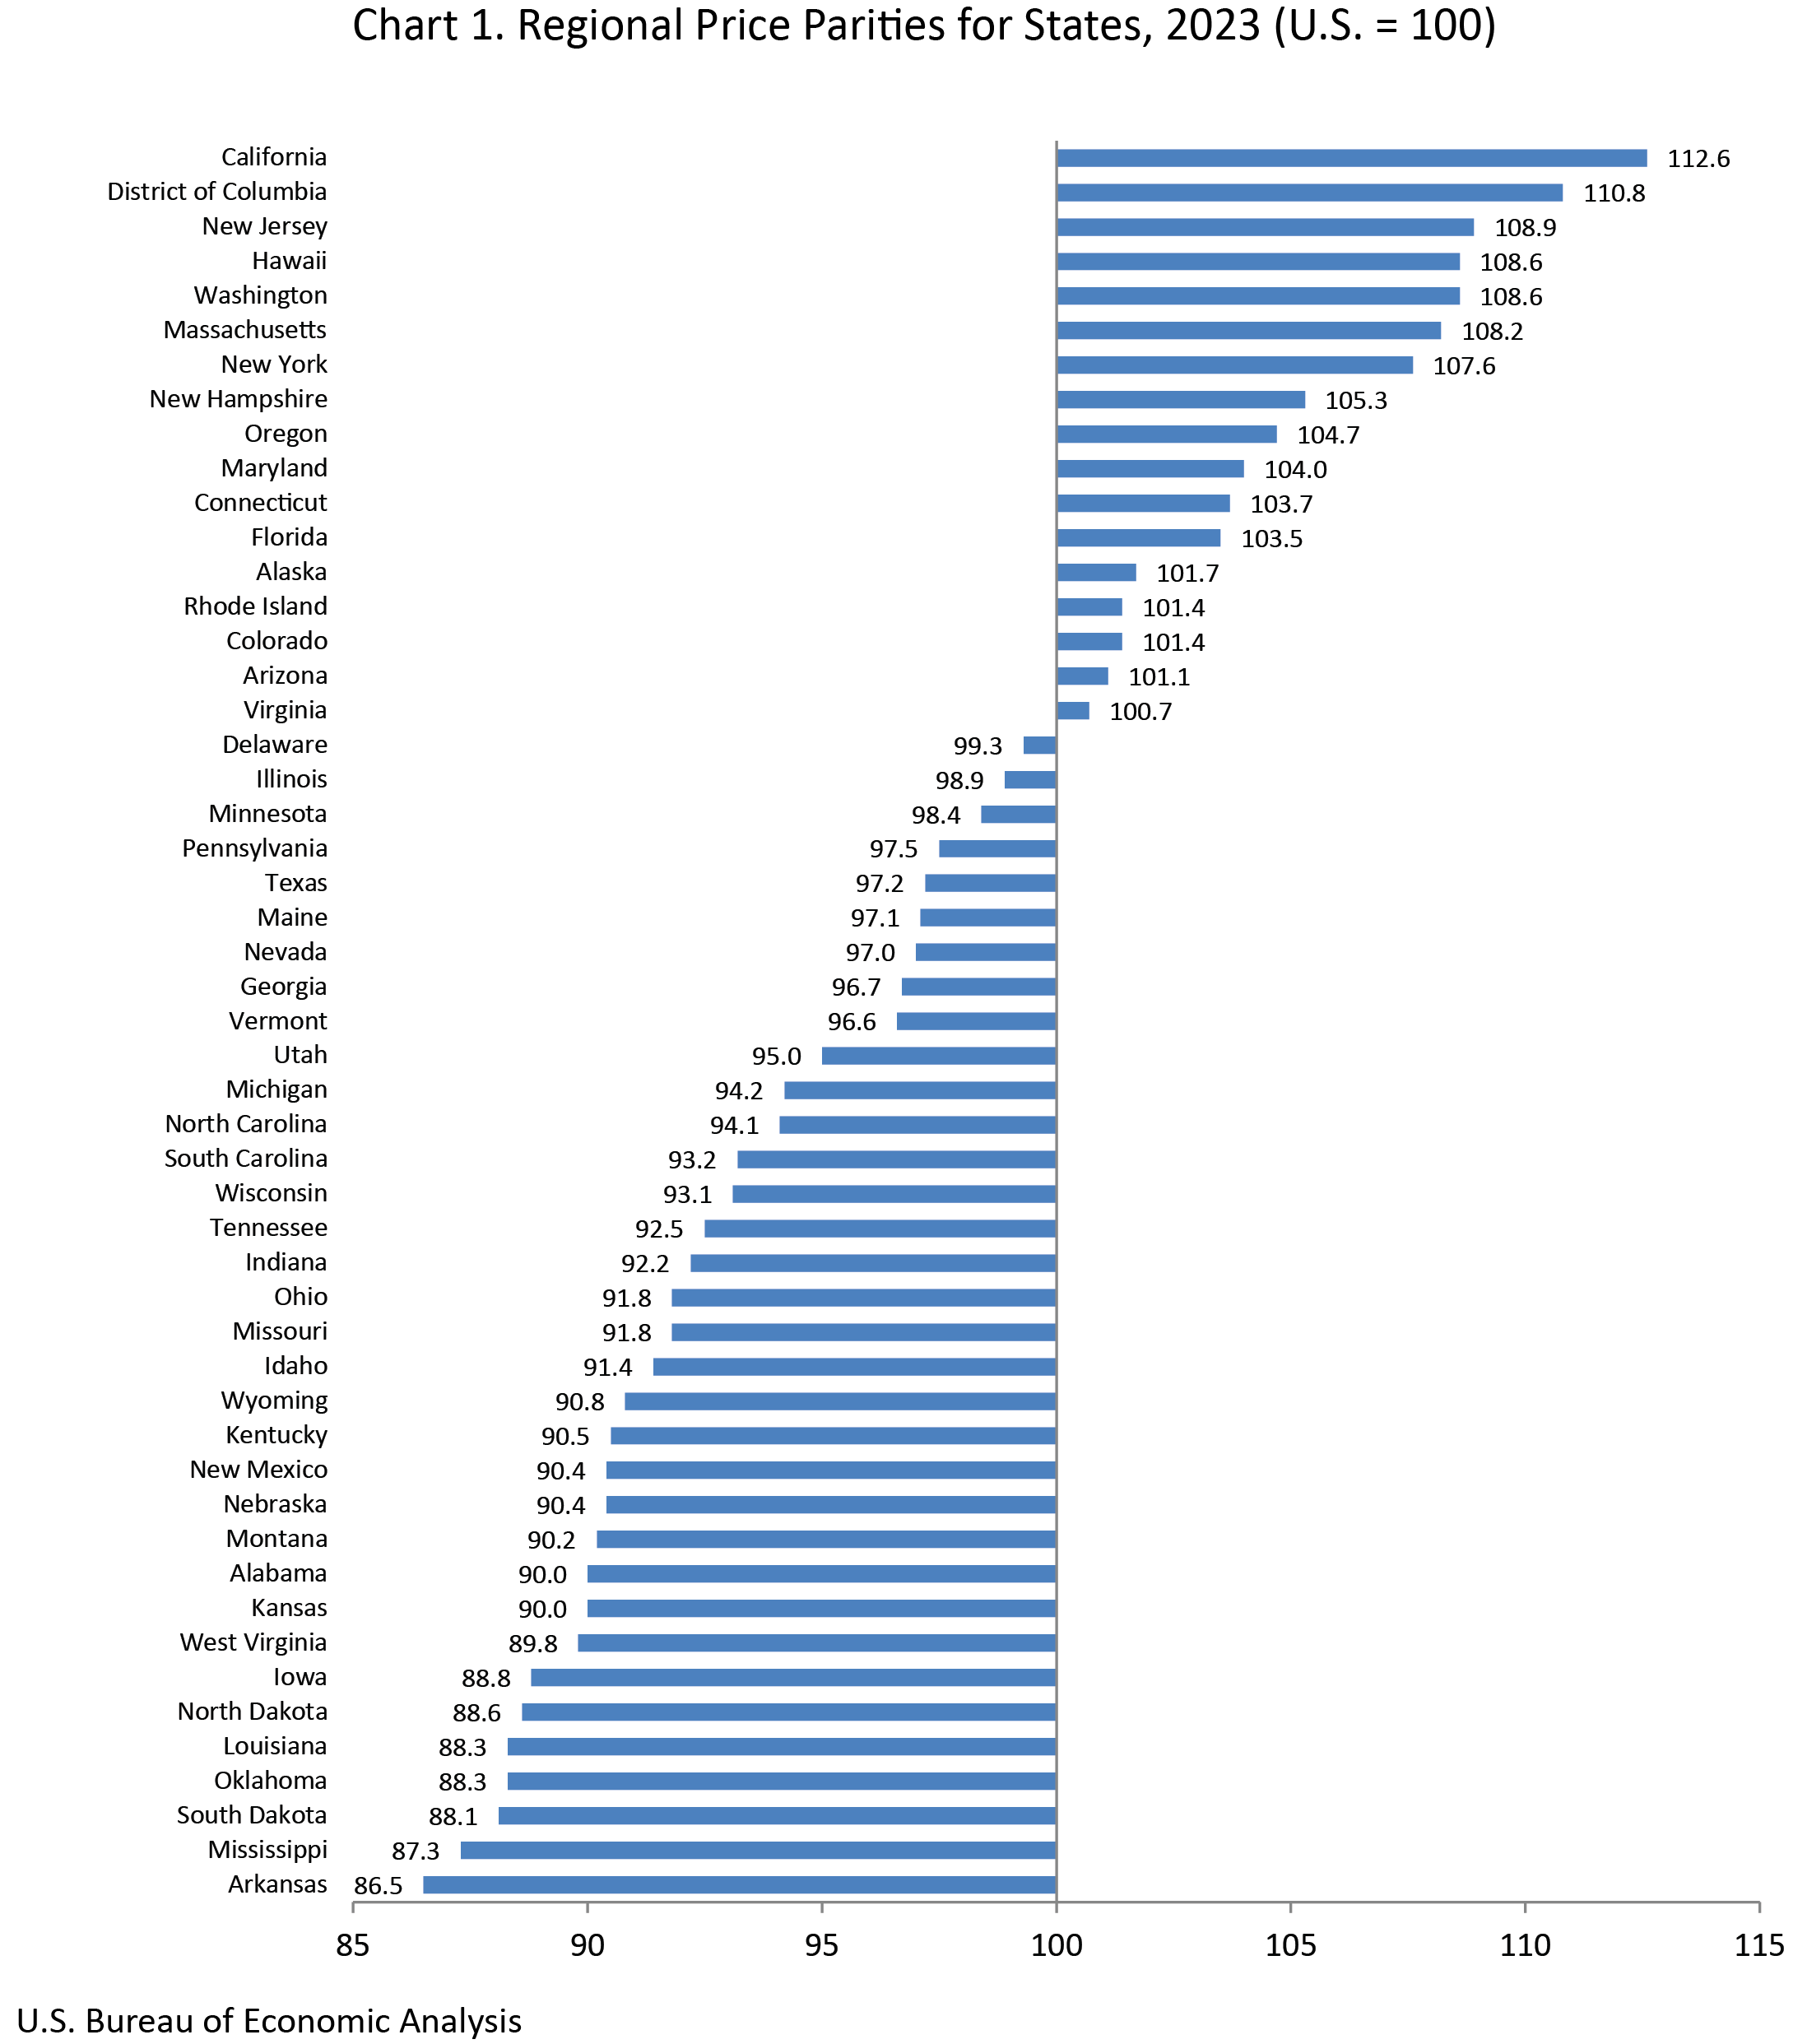 Chart 1. Regional Price Parities for States, 2023 (U.S. = 100)
California 112.6
District of Columbia 110.8
New Jersey 108.9
Hawaii 108.6
Washington 108.6
Massachusetts 108.2
New York 107.6
New Hampshire 105.3
Oregon 104.7
Maryland 104.0
Connecticut 103.7
Florida 103.5
Alaska 101.7
Rhode Island 101.4
Colorado 101.4
Arizona 101.1
Virginia 100.7
Delaware 99.3
Illinois 98.9
Minnesota 98.4
Pennsylvania 97.5
Texas 97.2
Maine 97.1
Nevada 97.0
Georgia 96.7
Vermont 96.6
Utah 95.0
Michigan 94.2
North Carolina 94.1
South Carolina 93.2
Wisconsin 93.1
Tennessee 92.5
Indiana 92.2
Ohio 91.8
Missouri 91.8
Idaho 91.4
Wyoming 90.8
Kentucky 90.5
New Mexico 90.4
Nebraska 90.4
Montana 90.2
Alabama 90.0
Kansas 90.0
West Virginia 89.8
Iowa 88.8
North Dakota 88.6
Louisiana 88.3
Oklahoma 88.3
South Dakota 88.1
Mississippi 87.3
Arkansas 86.5
85 90 95 100 105 110 115
U.S. Bureau of Economic Analysis